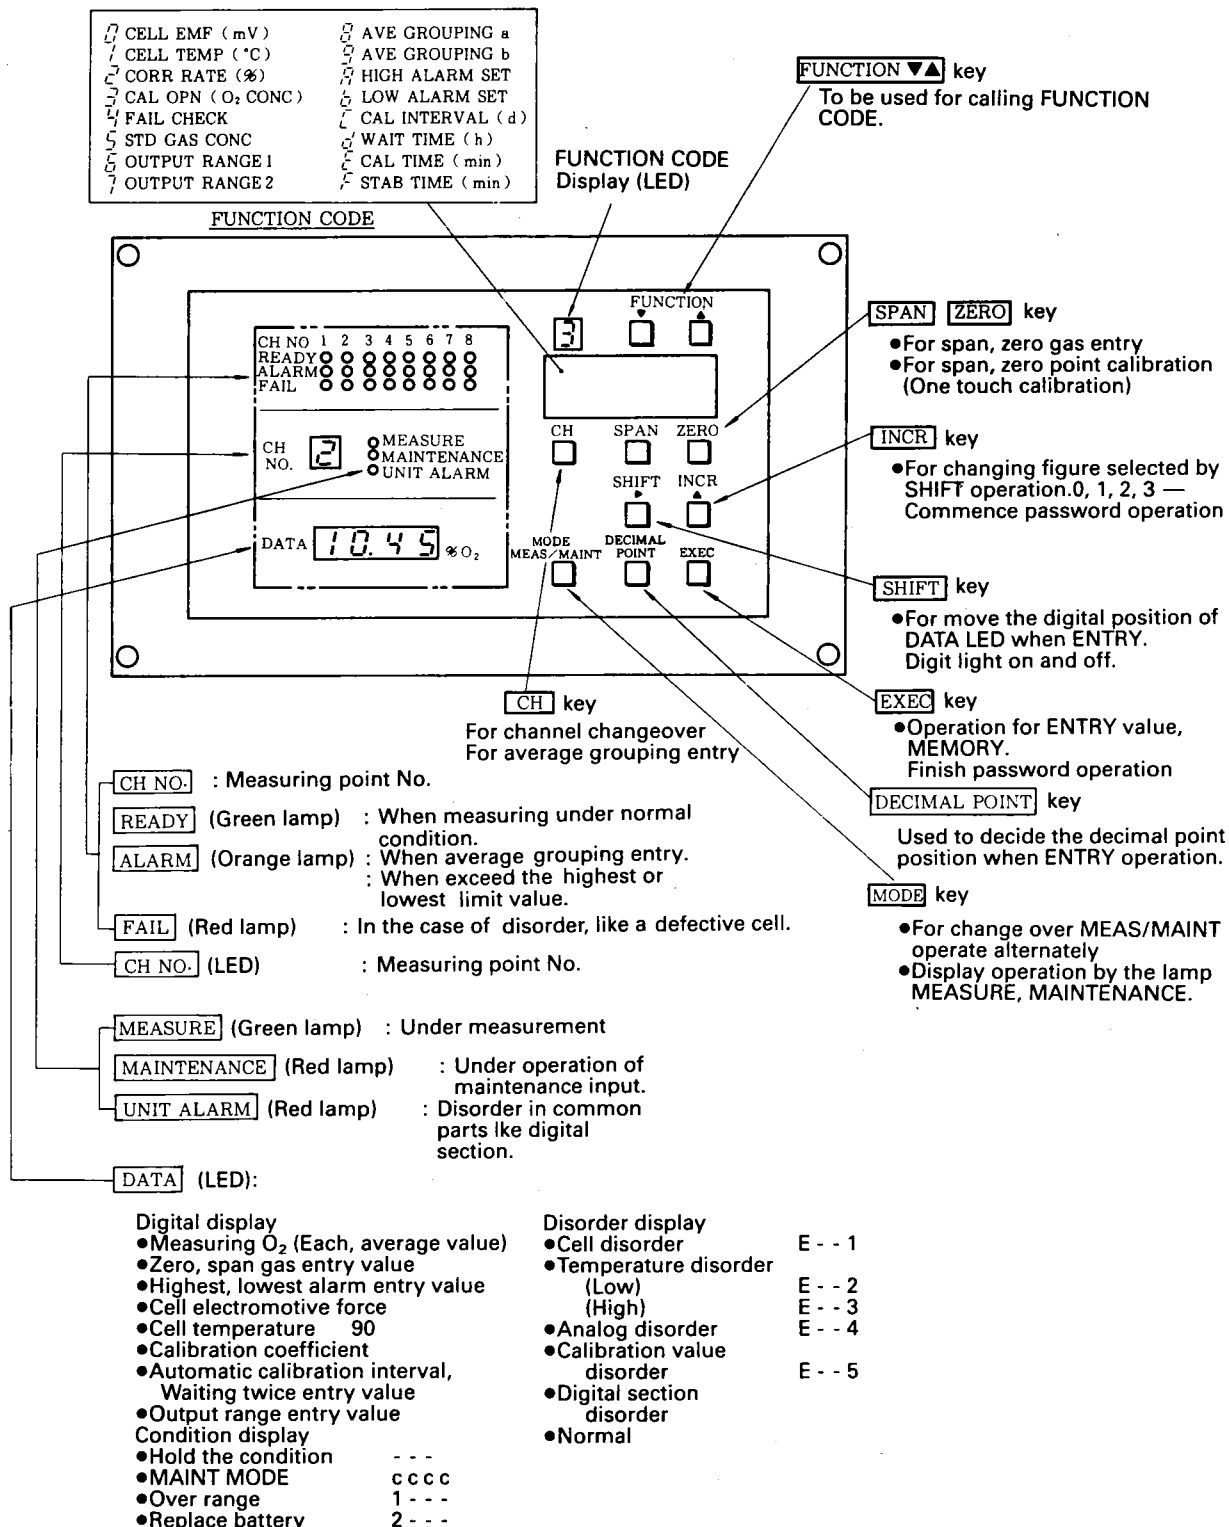 0 CELL EMF ( mV )
1 CELL TEMP ( °C )
2 CORR RATE (%)
3 CAL OPN ( O₂ CONC )
4 FAIL CHECK
5 STD GAS CONC
6 OUTPUT RANGE 1
7 OUTPUT RANGE 2
8 AVE GROUPING a
9 AVE GROUPING b
A HIGH ALARM SET
b LOW ALARM SET
C CAL INTERVAL ( d )
d WAIT TIME ( h )
E CAL TIME ( min )
F STAB TIME ( min )
FUNCTION CODE
FUNCTION CODE
Display (LED)
FUNCTION ▼▲ key
To be used for calling FUNCTION
CODE.
CH NO 1 2 3 4 5 6 7 8
READY
ALARM
FAIL
CH
NO. 2
MEASURE
MAINTENANCE
UNIT ALARM
DATA 10.45 %O₂
3
FUNCTION
▼ ▲
CH SPAN ZERO
SHIFT INCR
▶ ▲
MODE
MEAS/MAINT
DECIMAL
POINT
EXEC
SPAN ZERO key
●For span, zero gas entry
●For span, zero point calibration
(One touch calibration)
INCR key
●For changing figure selected by
SHIFT operation.0, 1, 2, 3 —
Commence password operation
SHIFT key
●For move the digital position of
DATA LED when ENTRY.
Digit light on and off.
EXEC key
●Operation for ENTRY value,
MEMORY.
Finish password operation
DECIMAL POINT key
Used to decide the decimal point
position when ENTRY operation.
MODE key
●For change over MEAS/MAINT
operate alternately
●Display operation by the lamp
MEASURE, MAINTENANCE.
CH key
For channel changeover
For average grouping entry
CH NO. : Measuring point No.
READY (Green lamp) : When measuring under normal
condition.
ALARM (Orange lamp) : When average grouping entry.
: When exceed the highest or
lowest limit value.
FAIL (Red lamp) : In the case of disorder, like a defective cell.
CH NO. (LED) : Measuring point No.
MEASURE (Green lamp) : Under measurement
MAINTENANCE (Red lamp) : Under operation of
maintenance input.
UNIT ALARM (Red lamp) : Disorder in common
parts lke digital
section.
DATA (LED):
Digital display
●Measuring O₂ (Each, average value)
●Zero, span gas entry value
●Highest, lowest alarm entry value
●Cell electromotive force
●Cell temperature 90
●Calibration coefficient
●Automatic calibration interval,
Waiting twice entry value
●Output range entry value
Condition display
●Hold the condition - - -
●MAINT MODE c c c c
●Over range 1 - - -
●Replace battery 2 - - -
Disorder display
●Cell disorder E - - 1
●Temperature disorder
(Low) E - - 2
(High) E - - 3
●Analog disorder E - - 4
●Calibration value
disorder E - - 5
●Digital section
disorder
●Normal